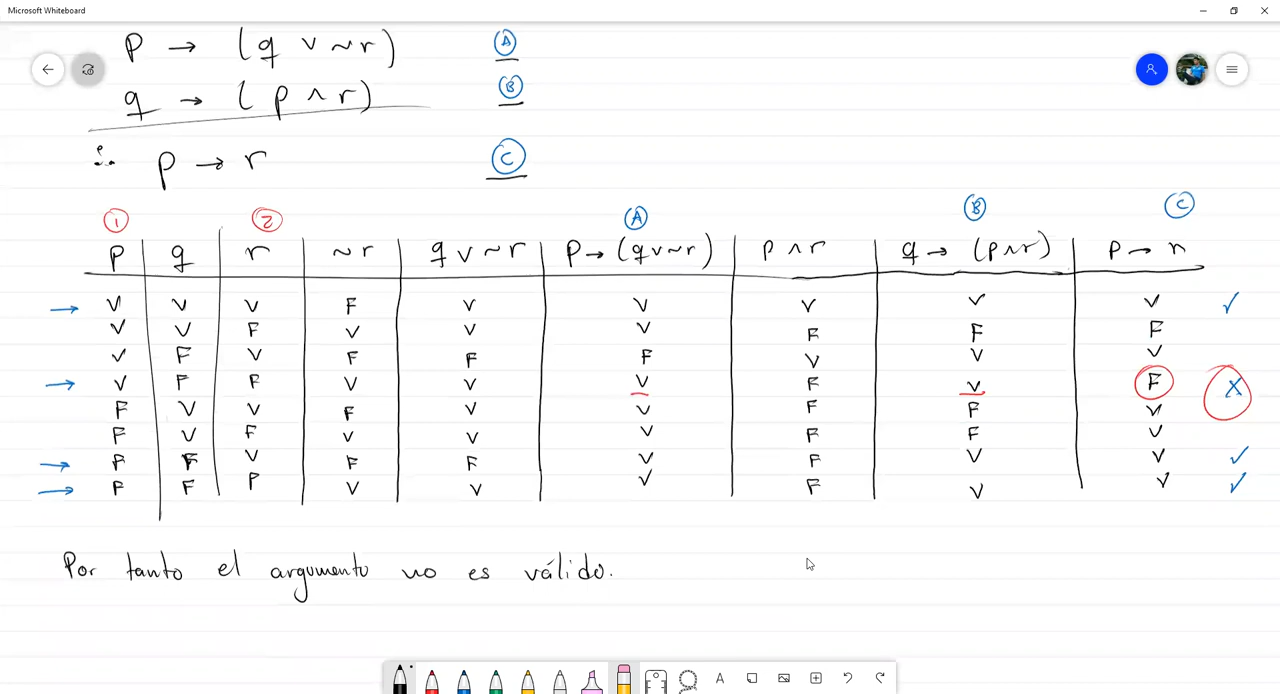 Microsoft Whiteboard
p → (q ∨ ~r) A
q → (p ∧ r) B
∴ p → r C
1 2 A B C
p q r ~r q ∨ ~r p → (q ∨ ~r) p ∧ r q → (p ∧ r) p → r
→ V V V F V V V V V ✓
V V F V V V F F F
V F V F F F V V V
→ V F F V V V F V F X
F V V F V V F F V
F V F V V V F F V
→ F F V F F V F V V ✓
→ F F F V V V F V V ✓
Por tanto el argumento no es válido.
A